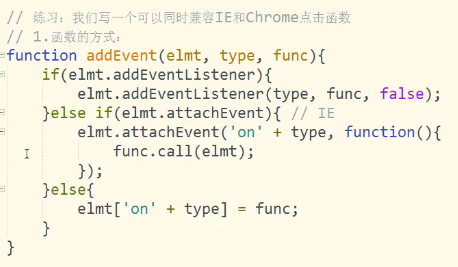 // 练习：我们写一个可以同时兼容IE和Chrome点击函数
// 1.函数的方式：
function addEvent(elmt, type, func){
    if(elmt.addEventListener){
        elmt.addEventListener(type, func, false);
    }else if(elmt.attachEvent){ // IE
        elmt.attachEvent('on' + type, function(){
            func.call(elmt);
        });
    }else{
        elmt['on' + type] = func;
    }
}